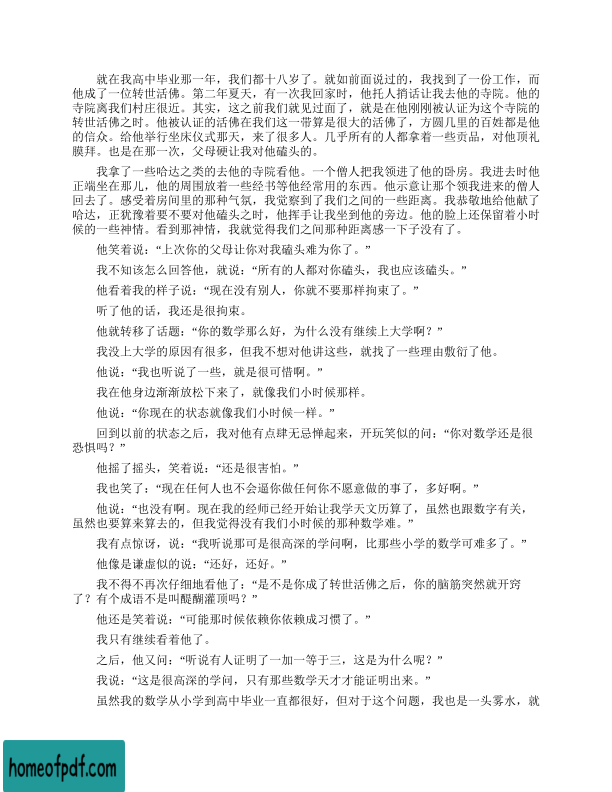 就在我高中毕业那一年，我们都十八岁了。就如前面说过的，我找到了一份工作，而
他成了一位转世活佛。第二年夏天，有一次我回家时，他托人捎话让我去他的寺院。他的
寺院离我们村庄很近。其实，这之前我们就见过面了，就是在他刚刚被认证为这个寺院的
转世活佛之时。他被认证的活佛在我们这一带算是很大的活佛了，方圆几里的百姓都是他
的信众。给他举行坐床仪式那天，来了很多人。几乎所有的人都拿着一些贡品，对他顶礼
膜拜。也是在那一次，父母硬让我对他磕头的。
我拿了一些哈达之类的去他的寺院看他。一个僧人把我领进了他的卧房。我进去时他
正端坐在那儿，他的周围放着一些经书等他经常用的东西。他示意让那个领我进来的僧人
回去了。感受着房间里的那种气氛，我觉察到了我们之间的一些距离。我恭敬地给他献了
哈达，正犹豫着要不要对他磕头之时，他挥手让我坐到他的旁边。他的脸上还保留着小时
候的一些神情。看到那神情，我就觉得我们之间那种距离感一下子没有了。
他笑着说：“上次你的父母让你对我磕头难为你了。”
我不知该怎么回答他，就说：“所有的人都对你磕头，我也应该磕头。”
他看着我的样子说：“现在没有别人，你就不要那样拘束了。”
听了他的话，我还是很拘束。
他就转移了话题：“你的数学那么好，为什么没有继续上大学啊？”
我没上大学的原因有很多，但我不想对他讲这些，就找了一些理由敷衍了他。
他说：“我也听说了一些，就是很可惜啊。”
我在他身边渐渐放松下来了，就像我们小时候那样。
他说：“你现在的状态就像我们小时候一样。”
回到以前的状态之后，我对他有点肆无忌惮起来，开玩笑似的问：“你对数学还是很
恐惧吗？”
他摇了摇头，笑着说：“还是很害怕。”
我也笑了：“现在任何人也不会逼你做任何你不愿意做的事了，多好啊。”
他说：“也没有啊。现在我的经师已经开始让我学天文历算了，虽然也跟数字有关，
虽然也要算来算去的，但我觉得没有我们小时候的那种数学难。”
我有点惊讶，说：“我听说那可是很高深的学问啊，比那些小学的数学可难多了。”
他像是谦虚似的说：“还好，还好。”
我不得不再次仔细地看他了：“是不是你成了转世活佛之后，你的脑筋突然就开窍
了？有个成语不是叫醍醐灌顶吗？”
他还是笑着说：“可能那时候依赖你依赖成习惯了。”
我只有继续看着他了。
之后，他又问：“听说有人证明了一加一等于三，这是为什么呢？”
我说：“这是很高深的学问，只有那些数学天才才能证明出来。”
虽然我的数学从小学到高中毕业一直都很好，但对于这个问题，我也是一头雾水，就
homeofpdf.com